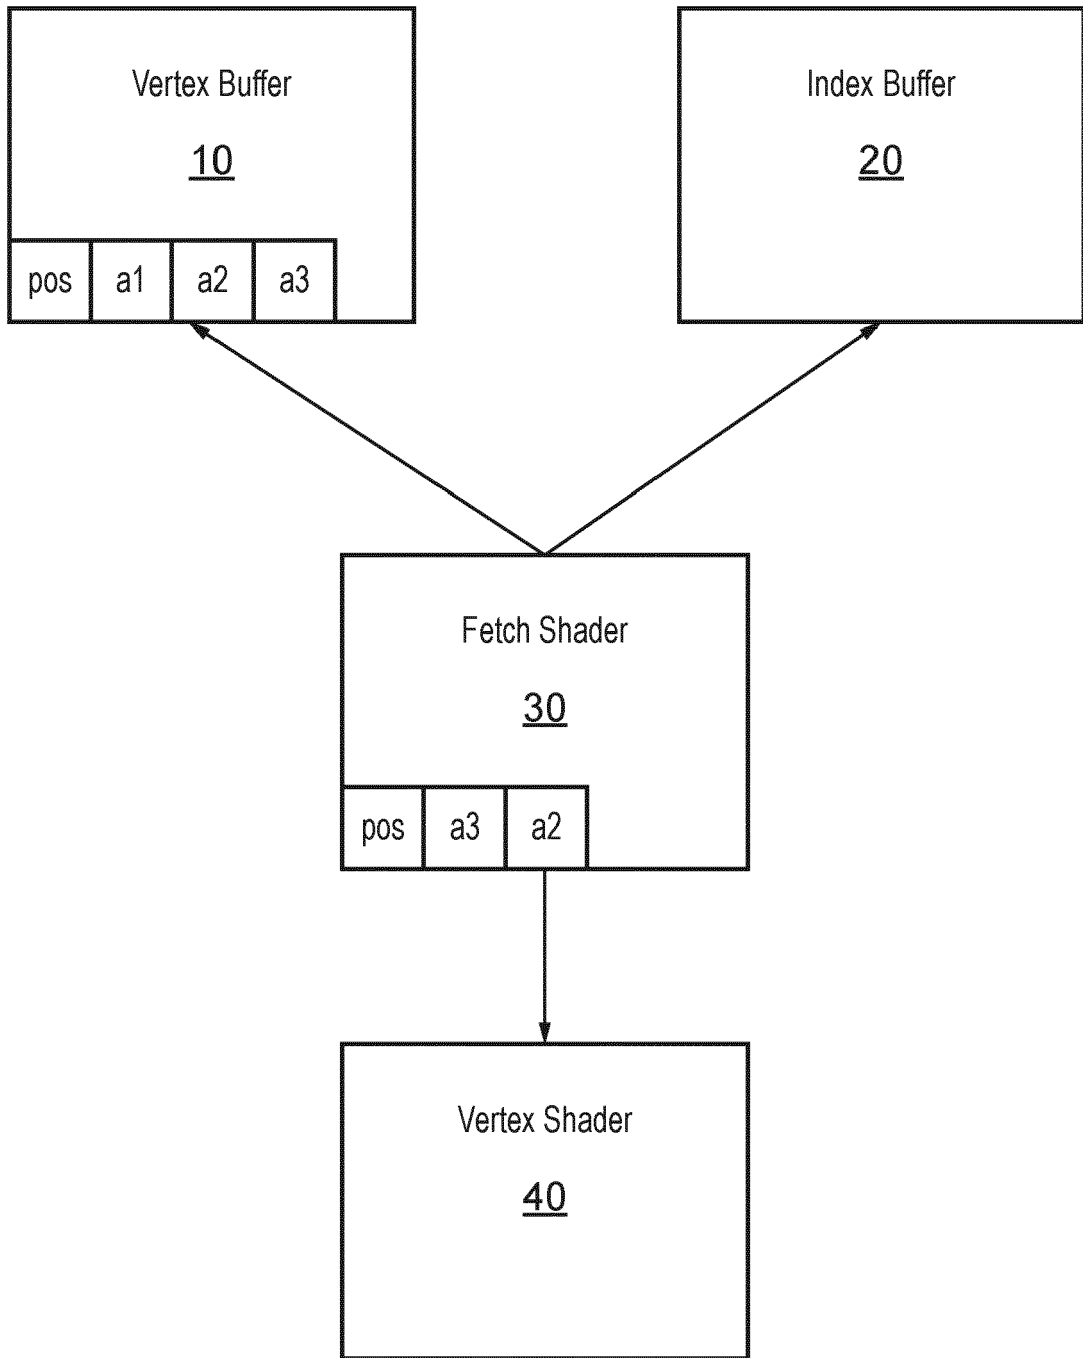 Vertex Buffer
10
pos a1 a2 a3
Index Buffer
20
Fetch Shader
30
pos a3 a2
Vertex Shader
40